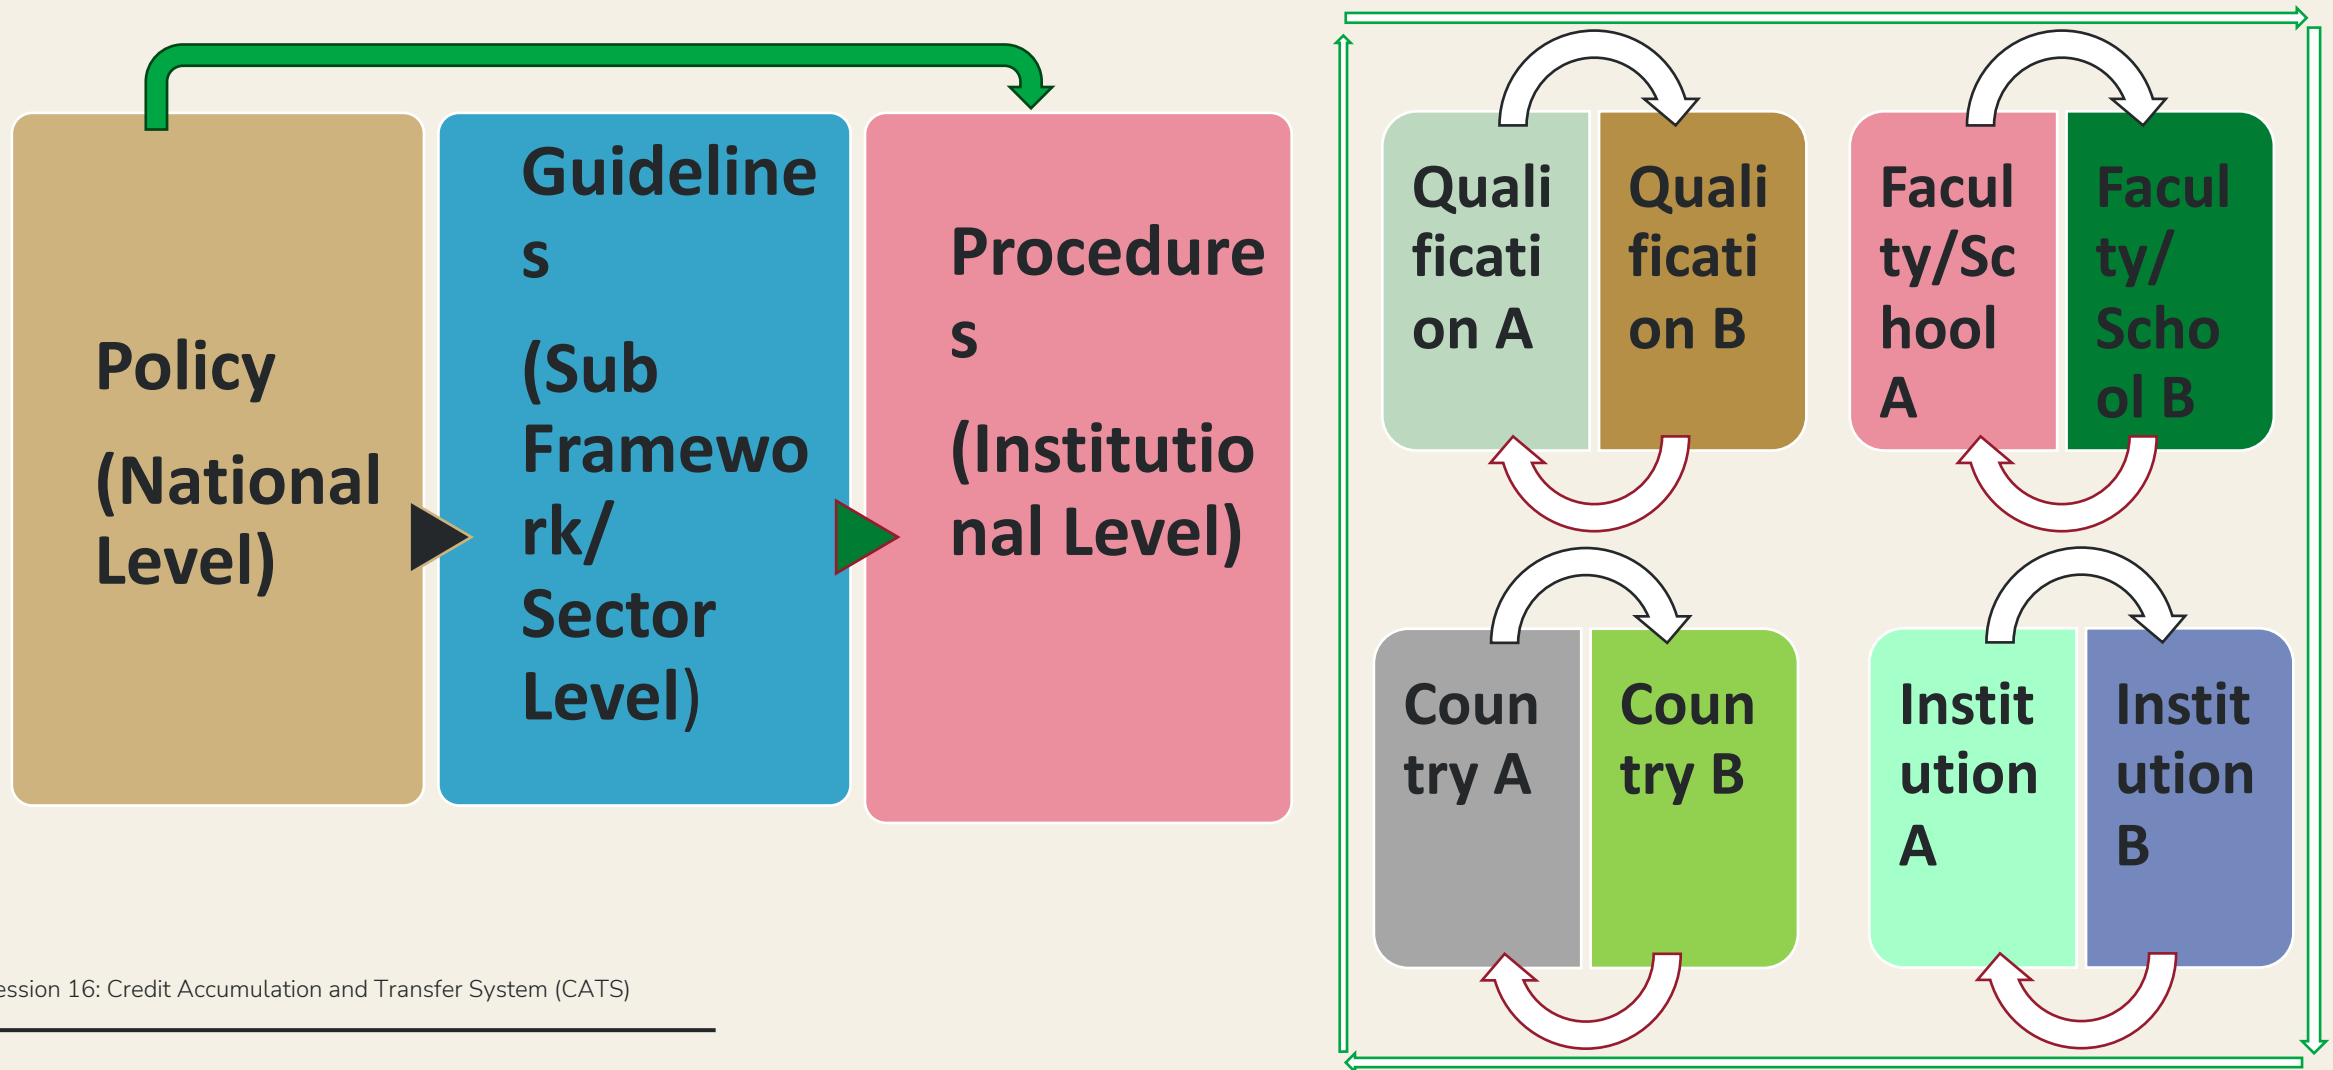 Policy
(National
Level)
Guideline
s
(Sub
Framewo
rk/
Sector
Level)
Procedure
s
(Institutio
nal Level)
Quali
ficati
on A
Quali
ficati
on B
Facul
ty/Sc
hool
A
Facul
ty/
Scho
ol B
Coun
try A
Coun
try B
Instit
ution
A
Instit
ution
B
ession 16: Credit Accumulation and Transfer System (CATS)